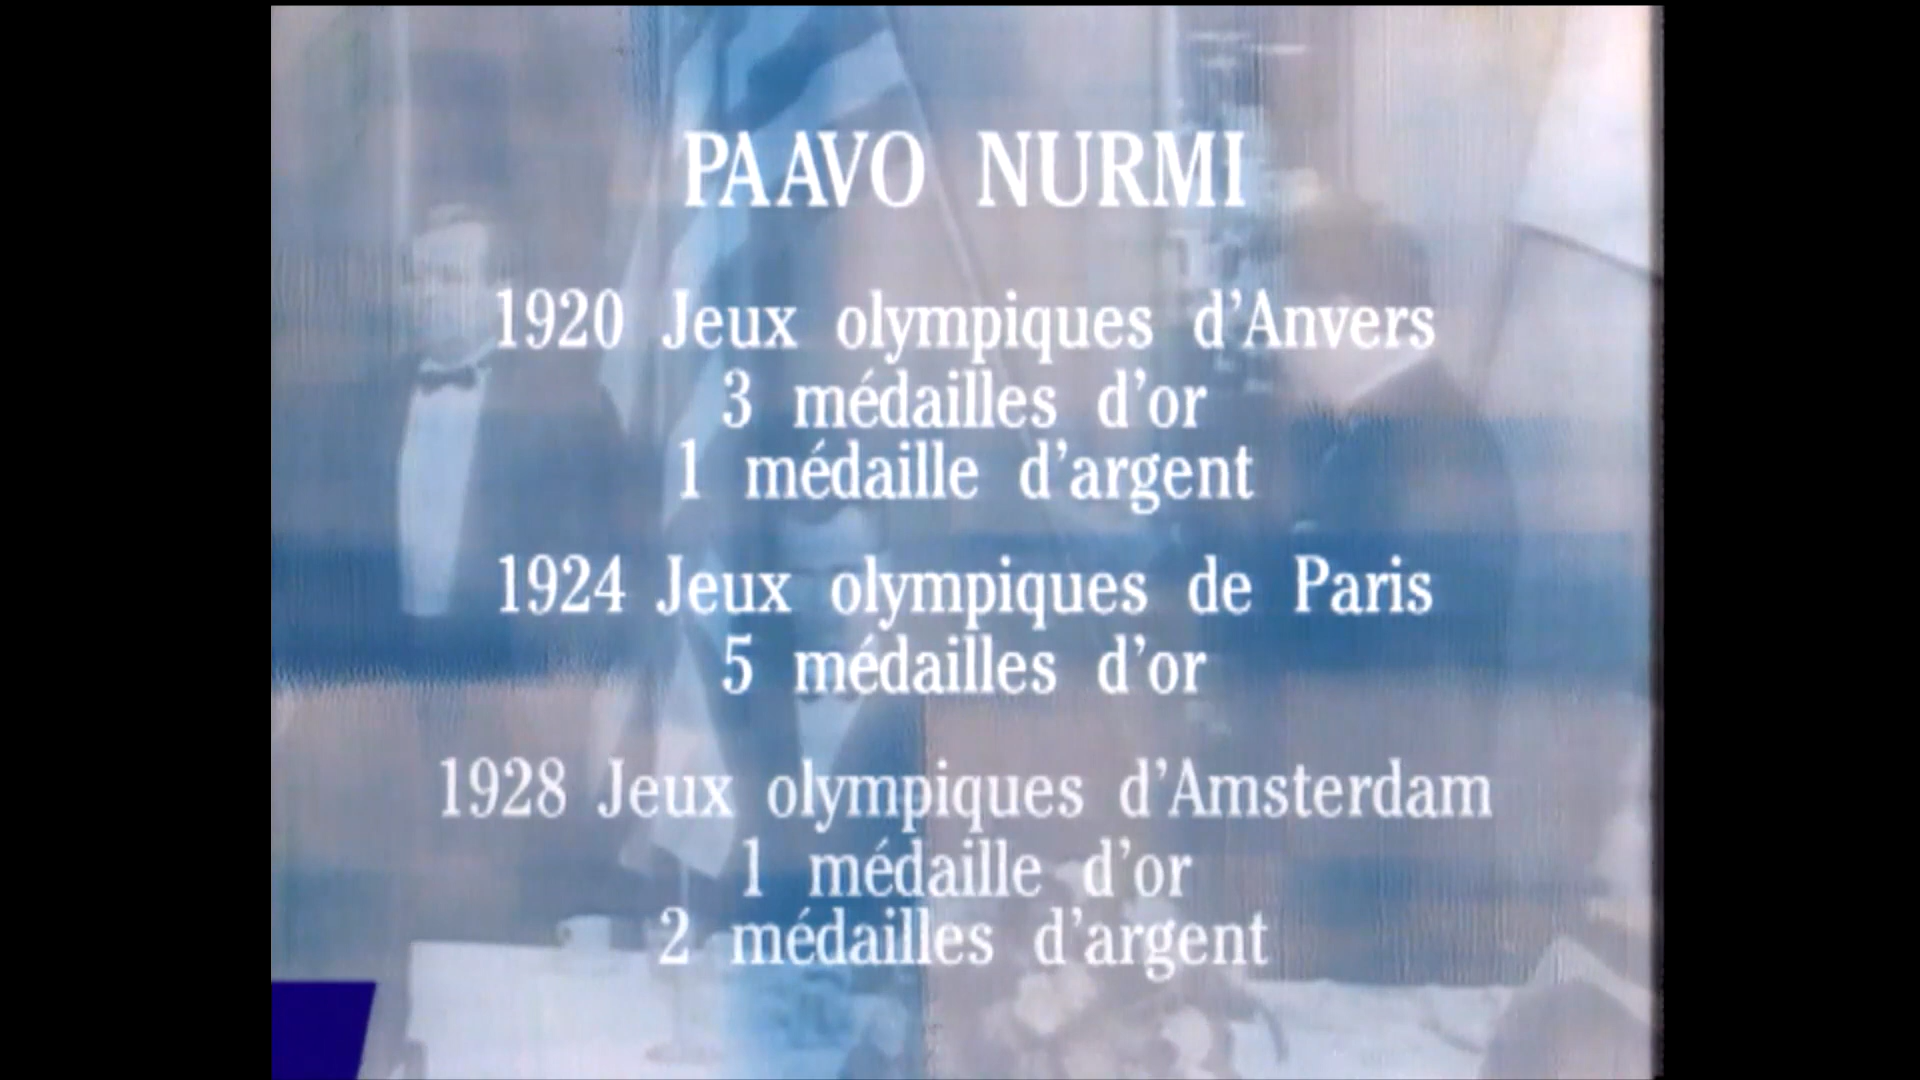 PAAVO NURMI
1920 Jeux olympiques d'Anvers
3 médailles d'or
1 médaille d'argent
1924 Jeux olympiques de Paris
5 médailles d'or
1928 Jeux olympiques d'Amsterdam
1 médaille d'or
2 médailles d'argent